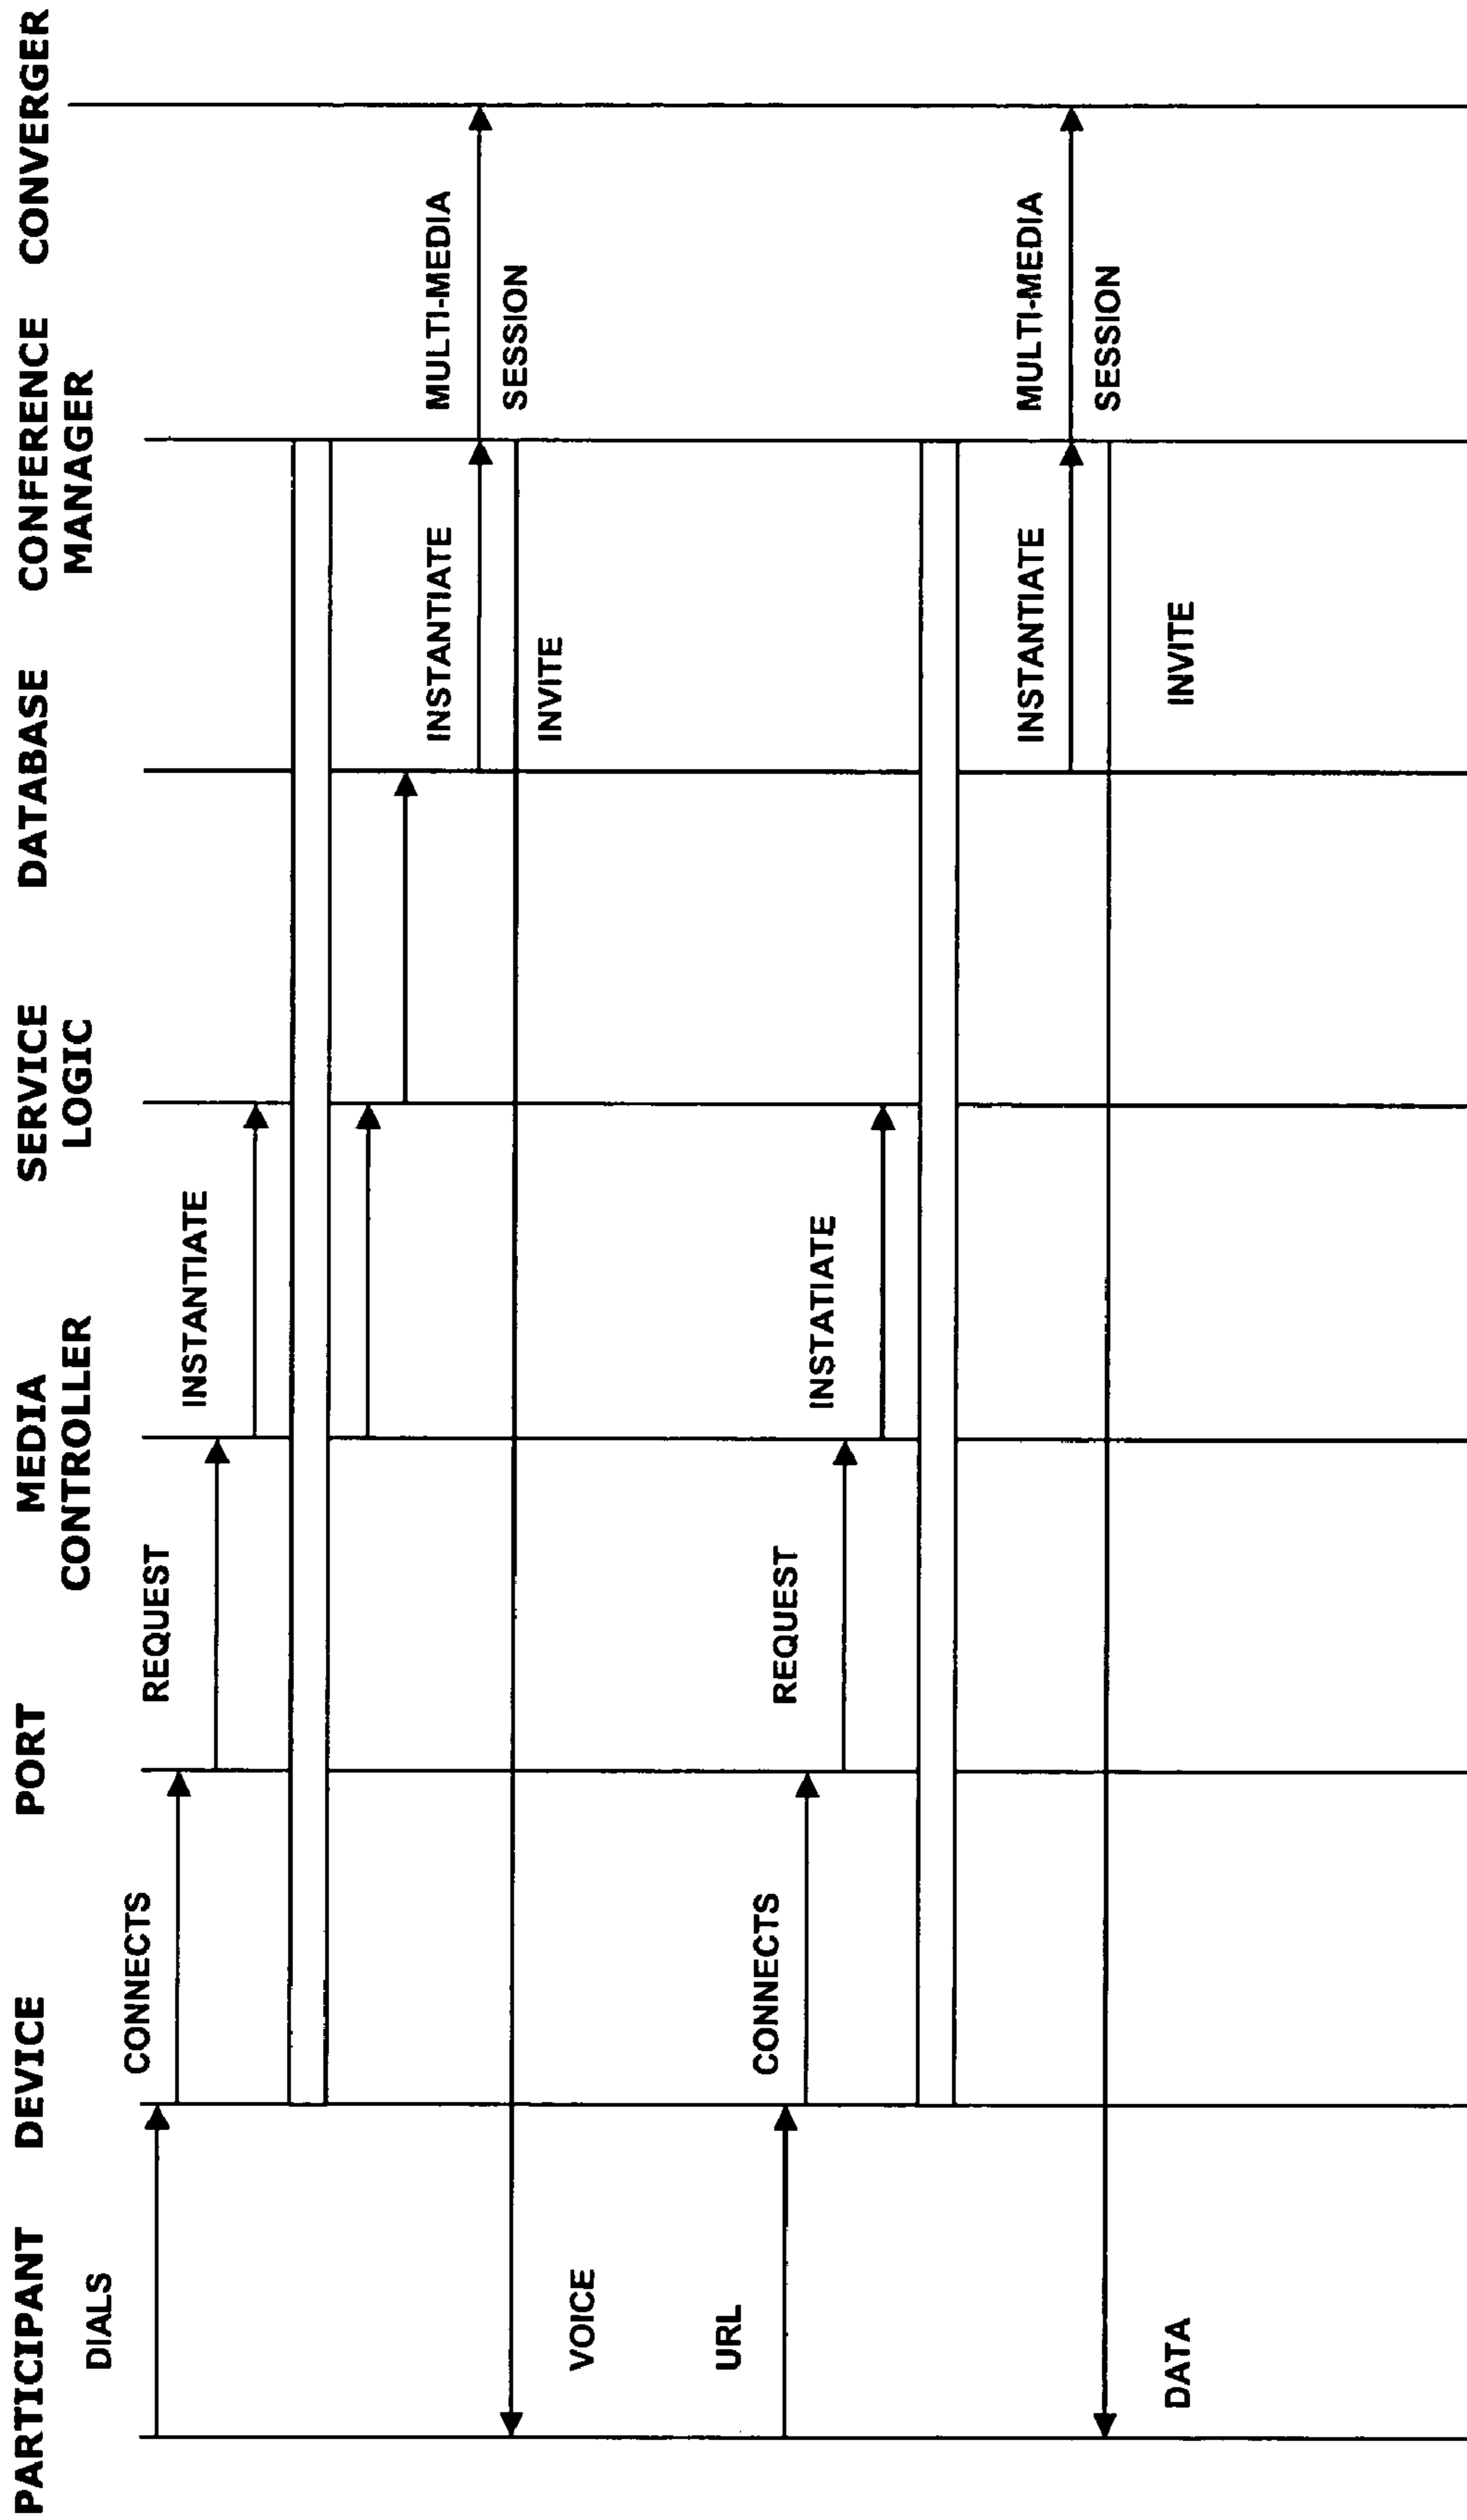 PARTICIPANT DEVICE PORT MEDIA CONTROLLER SERVICE LOGIC DATABASE CONFERENCE MANAGER CONVERGER
DIALS
CONNECTS
REQUEST
INSTANTIATE
INSTANTIATE
MULTI-MEDIA
SESSION
INVITE
VOICE
URL
CONNECTS
REQUEST
INSTATIATE
INSTANTIATE
MULTI-MEDIA
SESSION
DATA
INVITE